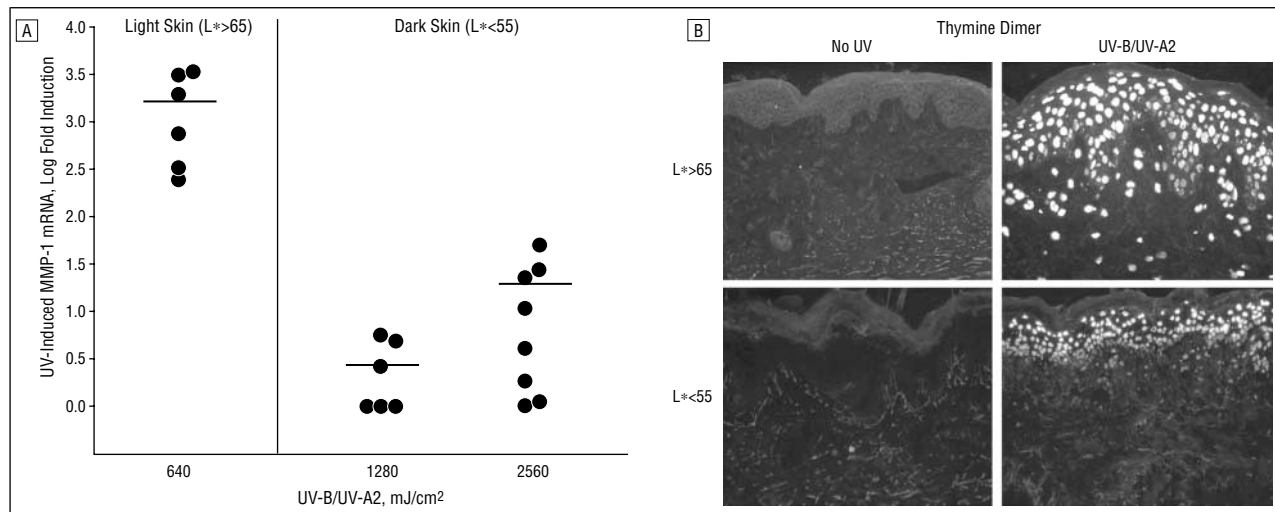 A
Light Skin (L*>65)
Dark Skin (L*<55)
UV-Induced MMP-1 mRNA, Log Fold Induction
4.0
3.5
3.0
2.5
2.0
1.5
1.0
0.5
0.0
640
1280
2560
UV-B/UV-A2, mJ/cm²
B
Thymine Dimer
No UV
UV-B/UV-A2
L*>65
L*<55